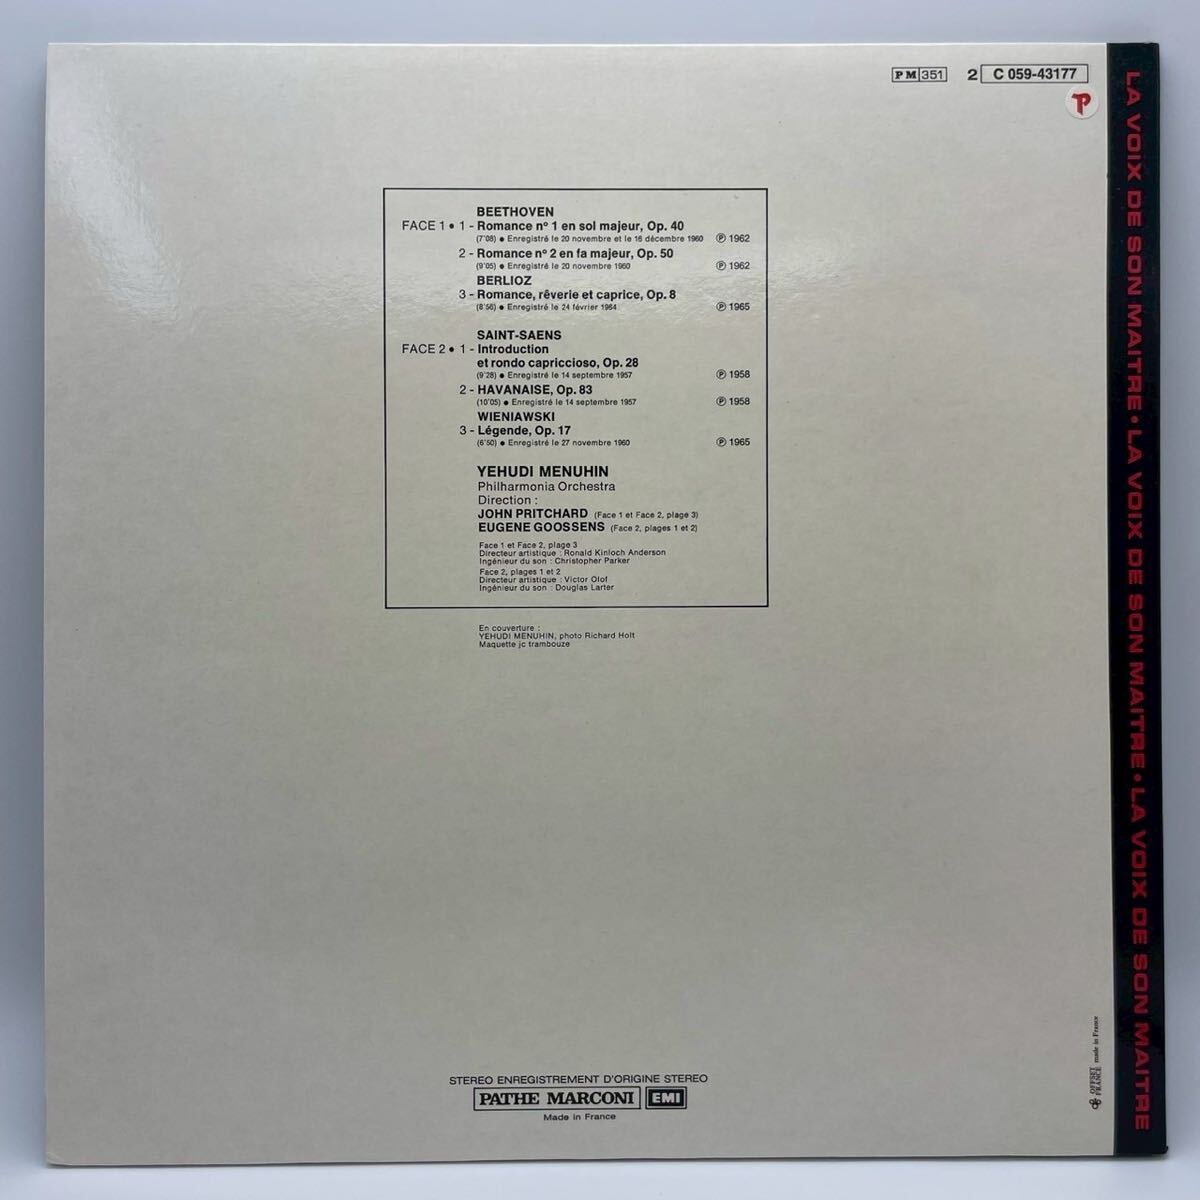 PM 351 2 C 059-43177
P
BEETHOVEN
FACE 1 • 1 - Romance nº 1 en sol majeur, Op. 40
(7'08) • Enregistré le 20 novembre et le 16 décembre 1960 ℗ 1962
2 - Romance nº 2 en fa majeur, Op. 50
(9'05) • Enregistré le 20 novembre 1960 ℗ 1962
BERLIOZ
3 - Romance, rêverie et caprice, Op. 8
(8'56) • Enregistré le 24 février 1964 ℗ 1965
SAINT-SAENS
FACE 2 • 1 - Introduction
et rondo capriccioso, Op. 28
(9'28) • Enregistré le 14 septembre 1957 ℗ 1958
2 - HAVANAISE, Op. 83
(10'05) • Enregistré le 14 septembre 1957 ℗ 1958
WIENIAWSKI
3 - Légende, Op. 17
(6'50) • Enregistré le 27 novembre 1960 ℗ 1965
YEHUDI MENUHIN
Philharmonia Orchestra
Direction :
JOHN PRITCHARD (Face 1 et Face 2, plage 3)
EUGENE GOOSSENS (Face 2, plages 1 et 2)
Face 1 et Face 2, plage 3
Directeur artistique : Ronald Kinloch Anderson
Ingénieur du son : Christopher Parker
Face 2, plages 1 et 2
Directeur artistique : Victor Olof
Ingénieur du son : Douglas Larter
En couverture :
YEHUDI MENUHIN, photo Richard Holt
Maquette jc trambouze
STEREO ENREGISTREMENT D'ORIGINE STEREO
PATHE MARCONI EMI
Made in France
OFFSET FRANCE made in France
LA VOIX DE SON MAITRE • LA VOIX DE SON MAITRE • LA VOIX DE SON MAITRE